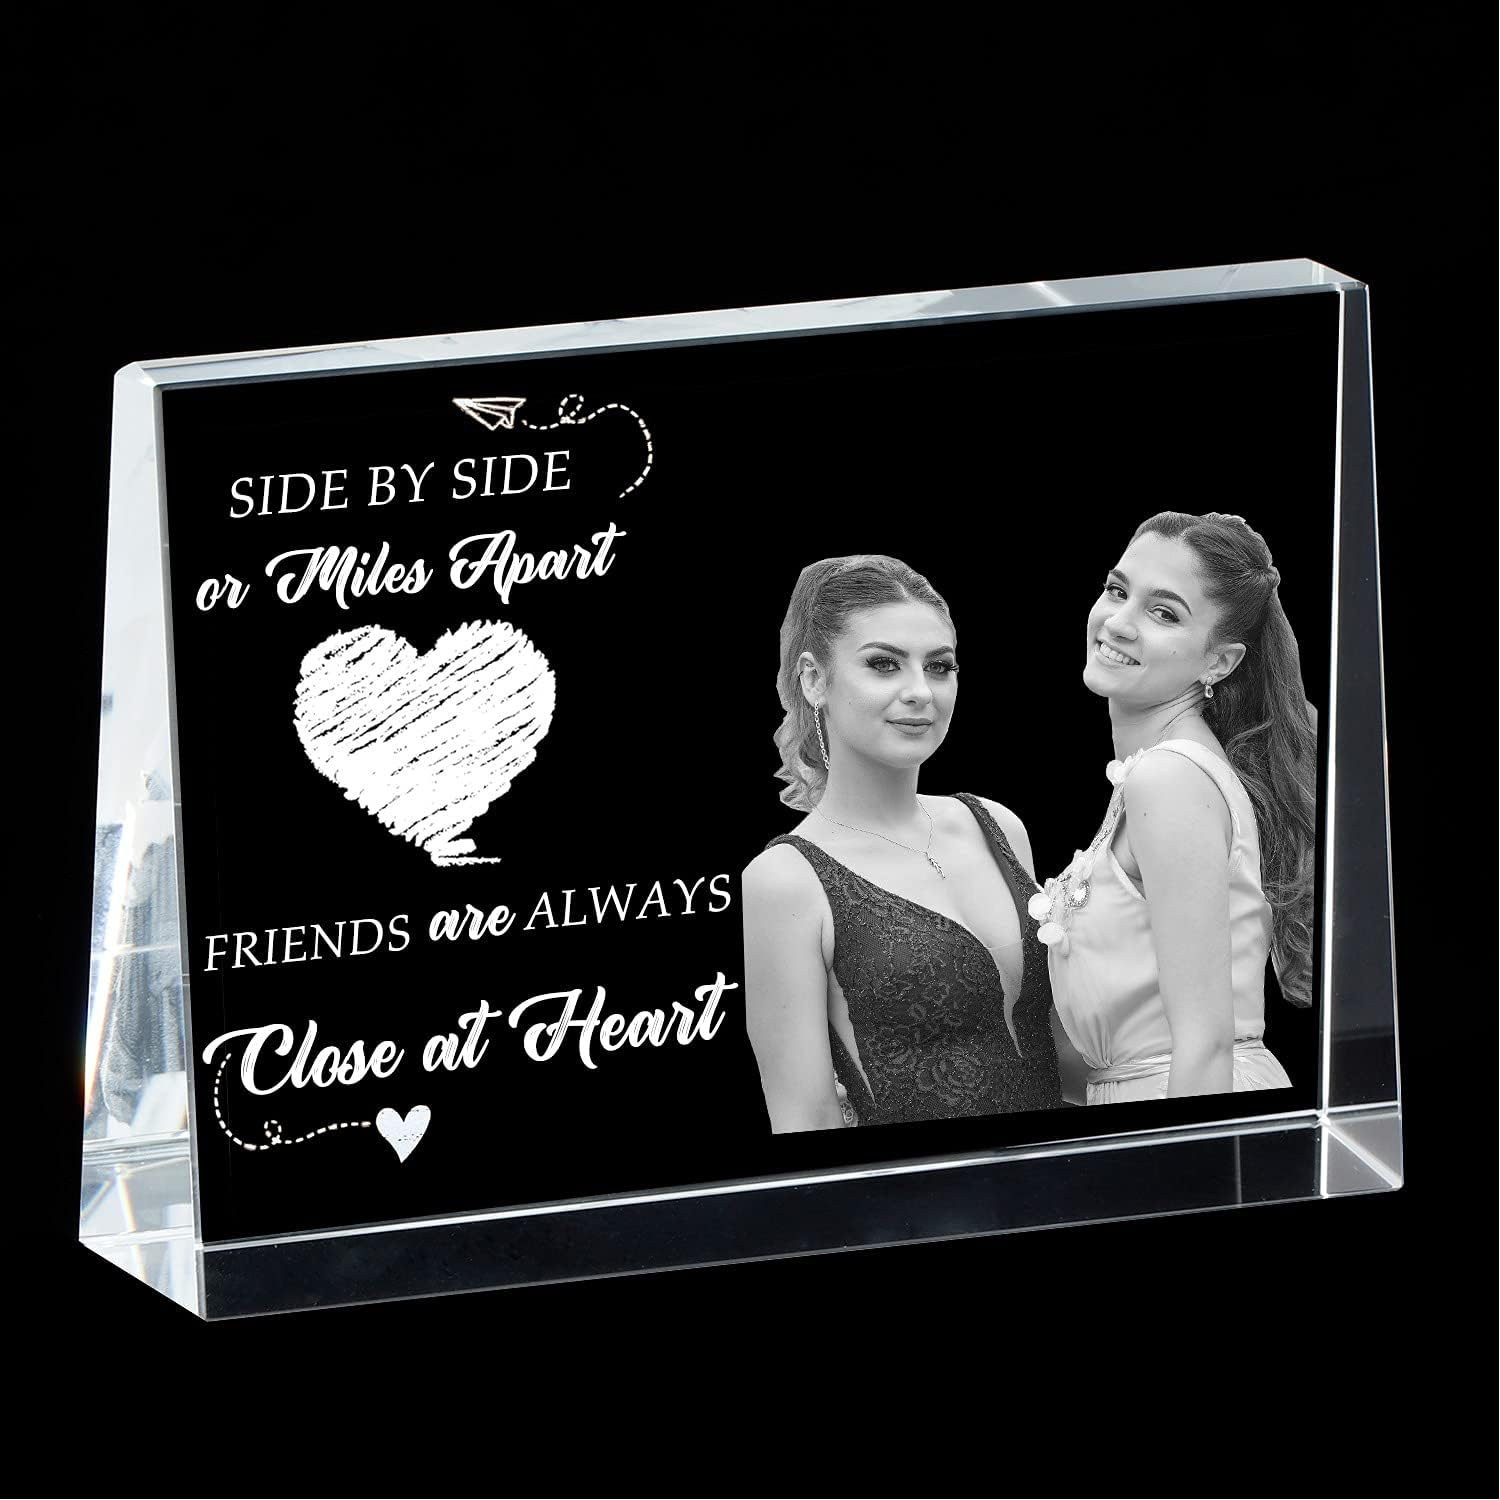 SIDE BY SIDE
or Miles Apart
FRIENDS are ALWAYS
Close at Heart